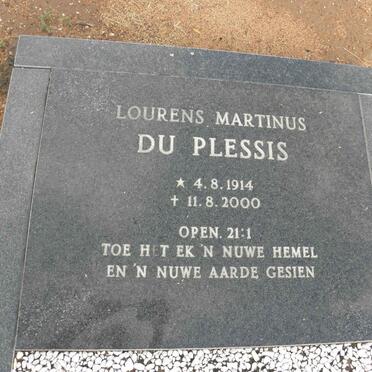 LOURENS MARTINUS
DU PLESSIS
★ 4.8.1914
† 11.8.2000
OPEN. 21:1
TOE HET EK 'N NUWE HEMEL
EN 'N NUWE AARDE GESIEN